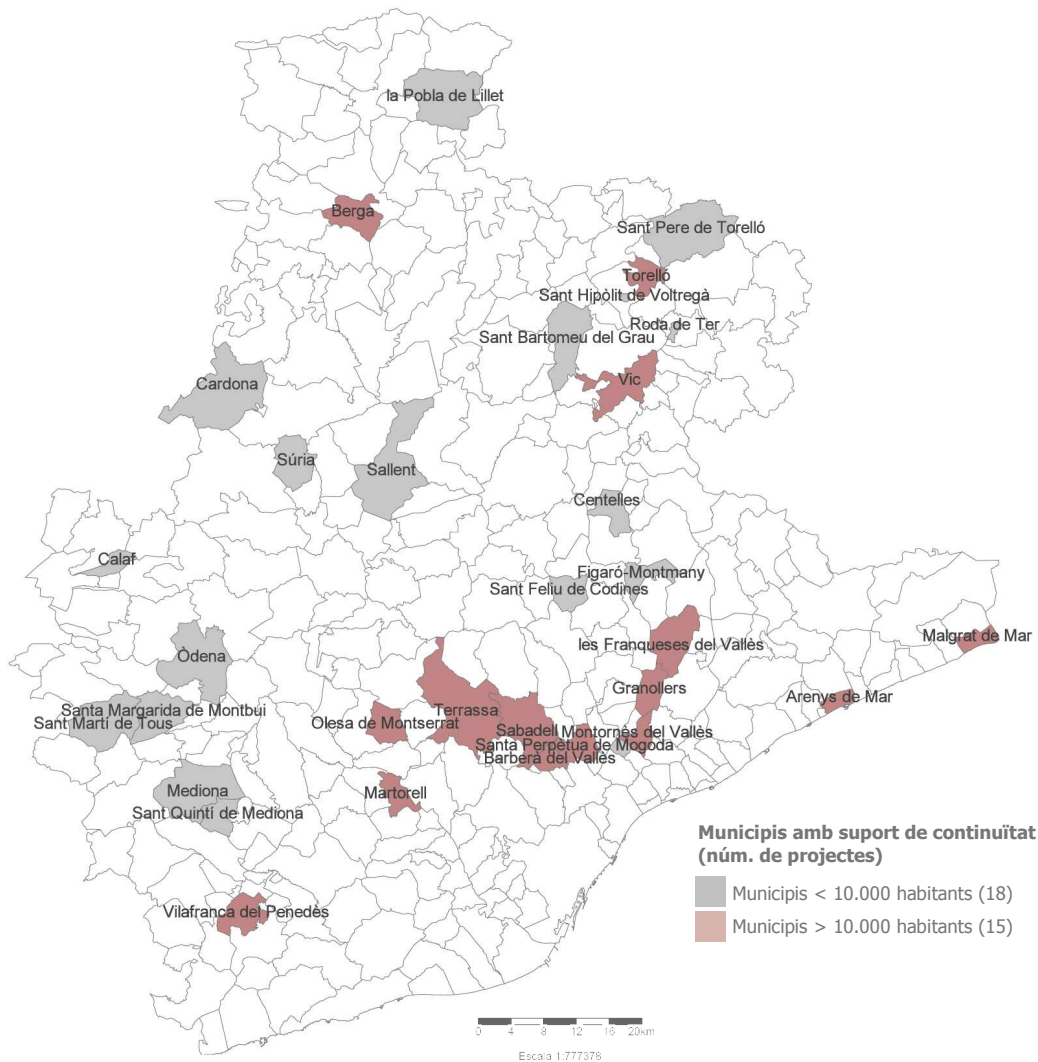 la Pobla de Lillet
Berga
Sant Pere de Torelló
Torelló
Sant Hipòlit de Voltregà
Roda de Ter
Sant Bartomeu del Grau
Vic
Cardona
Súria
Sallent
Centelles
Calaf
Figaró-Montmany
Sant Feliu de Codines
Malgrat de Mar
les Franqueses del Vallès
Òdena
Granollers
Arenys de Mar
Santa Margarida de Montbui
Sant Martí de Tous
Olesa de Montserrat
Terrassa
Sabadell
Montornès del Vallès
Santa Perpètua de Mogoda
Barberà del Vallès
Mediona
Martorell
Sant Quintí de Mediona
Vilafranca del Penedès
Municipis amb suport de continuïtat
(núm. de projectes)
Municipis < 10.000 habitants (18)
Municipis > 10.000 habitants (15)
0 4 8 12 16 20km
Escala 1:777378